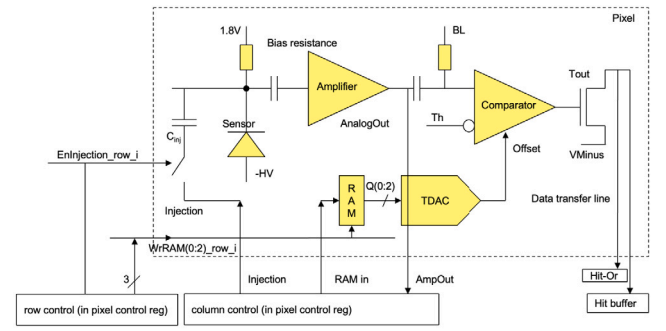 Pixel
1.8V
BL
Bias resistance
Amplifier
Tout
Comparator
Cinj
Sensor
AnalogOut
Th
EnInjection_row_i
Offset
VMinus
-HV
R
A
M
Q(0:2)
TDAC
Data transfer line
Injection
WrRAM(0:2)_row_i
3
Injection
RAM in
AmpOut
Hit-Or
row control (in pixel control reg)
column control (in pixel control reg)
Hit buffer